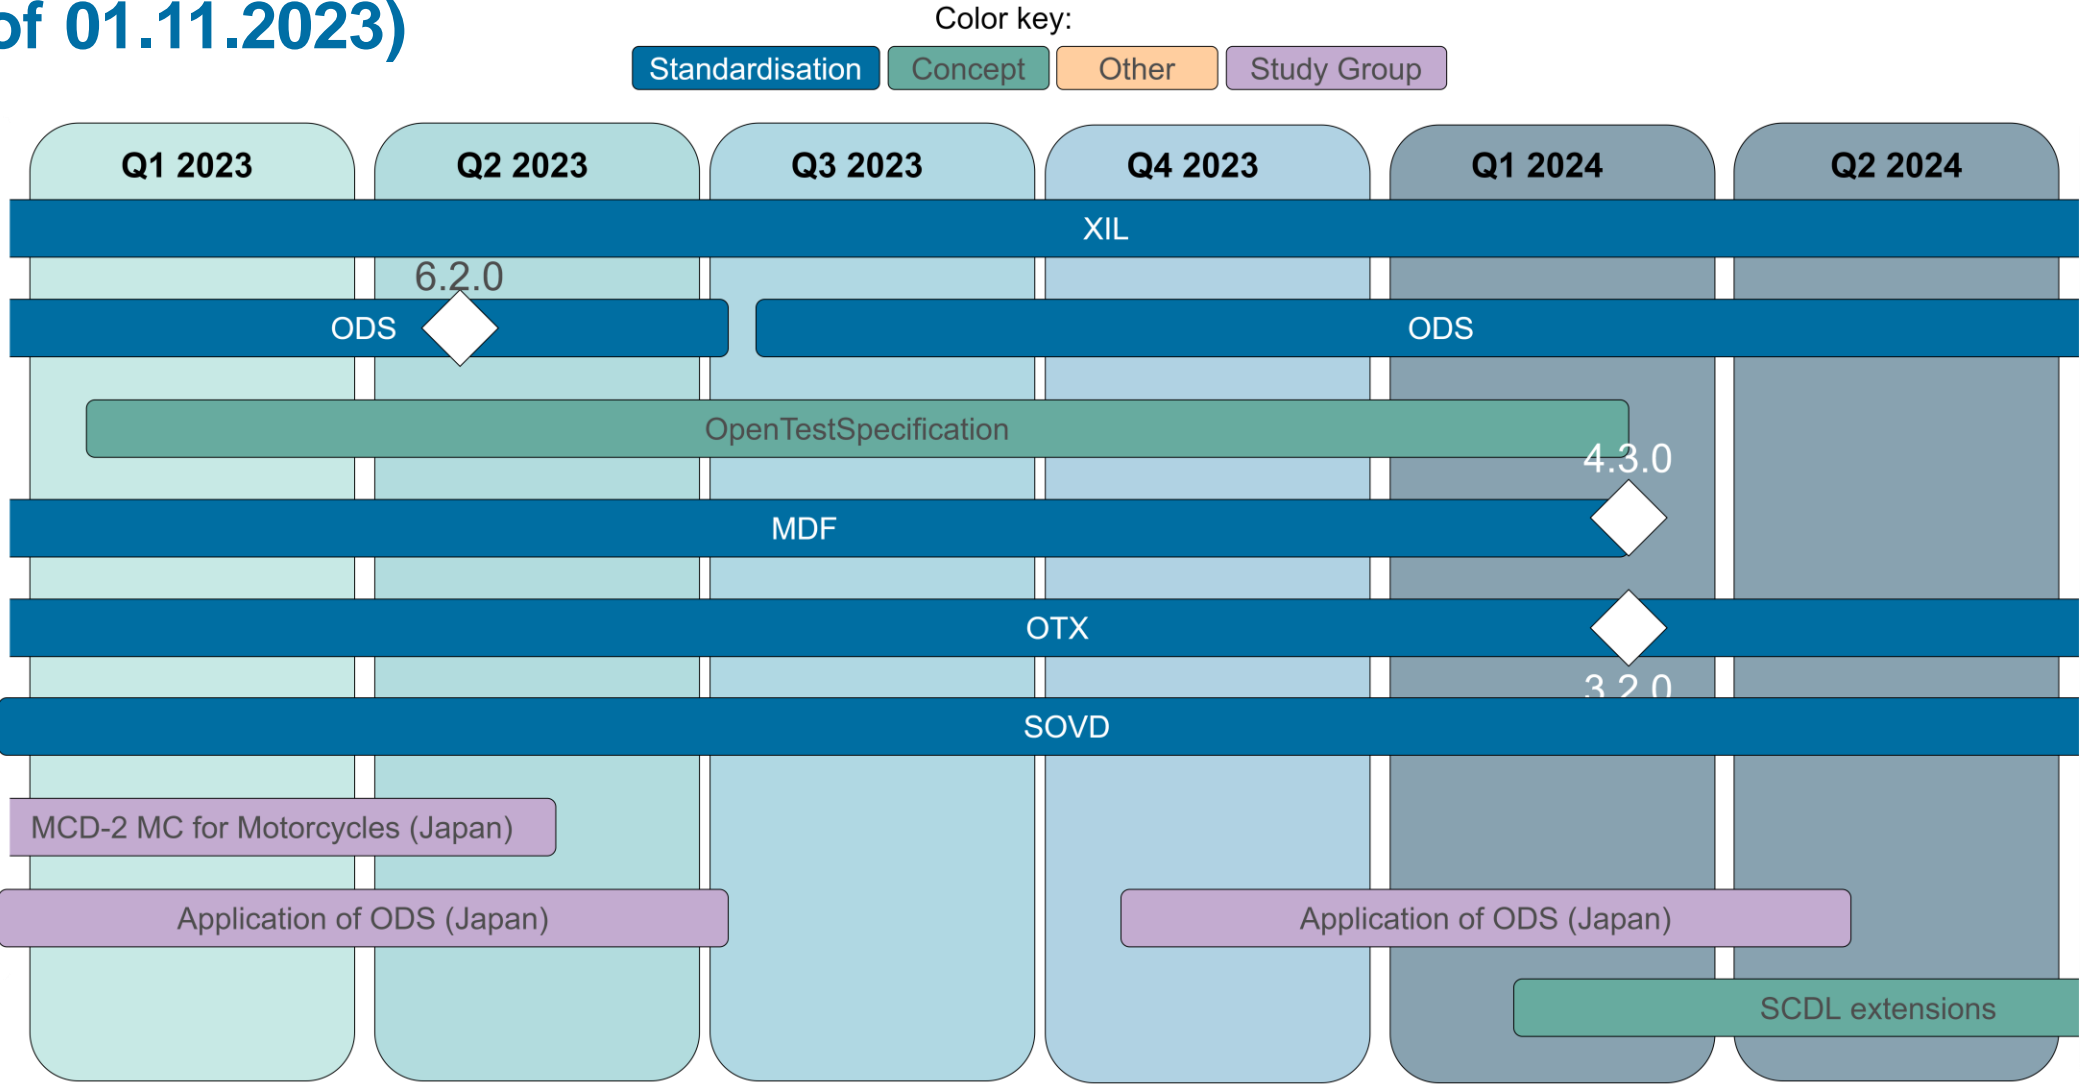 of 01.11.2023)
Color key:
Standardisation Concept Other Study Group
Q1 2023 Q2 2023 Q3 2023 Q4 2023 Q1 2024 Q2 2024
XIL
6.2.0
ODS ODS
OpenTestSpecification
4.3.0
MDF
OTX
3.2.0
SOVD
MCD-2 MC for Motorcycles (Japan)
Application of ODS (Japan) Application of ODS (Japan)
SCDL extensions